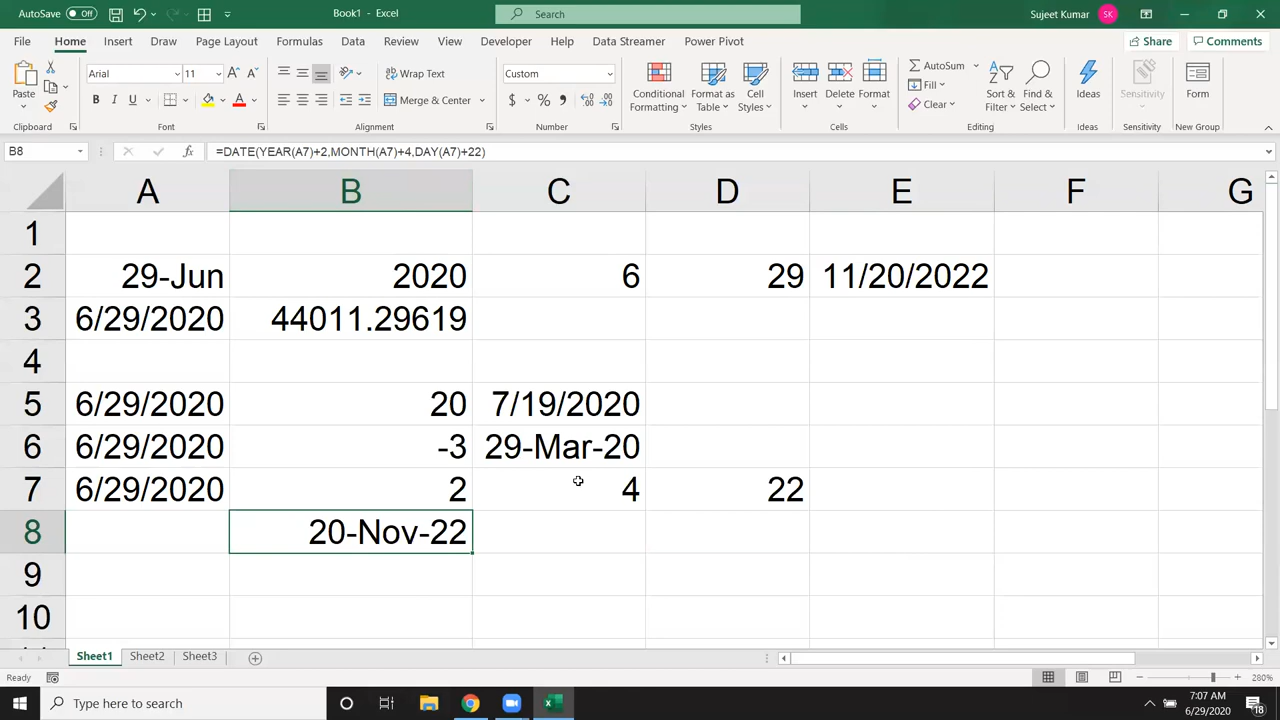 AutoSave Off Book1 - Excel Search Sujeet Kumar SK
File Home Insert Draw Page Layout Formulas Data Review View Developer Help Data Streamer Power Pivot Share Comments
Paste Arial 11 Wrap Text Custom Conditional Formatting Format as Table Cell Styles Insert Delete Format AutoSum Sort & Filter Find & Select Ideas Sensitivity Form
B I U Merge & Center $ % Fill
Clear
Clipboard Font Alignment Number Styles Cells Editing Ideas Sensitivity New Group
B8 fx =DATE(YEAR(A7)+2,MONTH(A7)+4,DAY(A7)+22)
A B C D E F G
1
2 29-Jun 2020 6 29 11/20/2022
3 6/29/2020 44011.29619
4
5 6/29/2020 20 7/19/2020
6 6/29/2020 -3 29-Mar-20
7 6/29/2020 2 4 22
8 20-Nov-22
9
10
Sheet1 Sheet2 Sheet3
Ready 280%
Type here to search 7:07 AM
6/29/2020 18